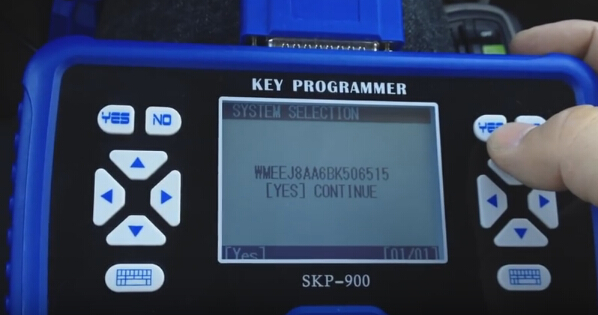 KEY PROGRAMMER
YES NO
SYSTEM SELECTION
WMEEJ8AA6BK506515
[YES] CONTINUE
[Yes] [01/01]
SKP-900